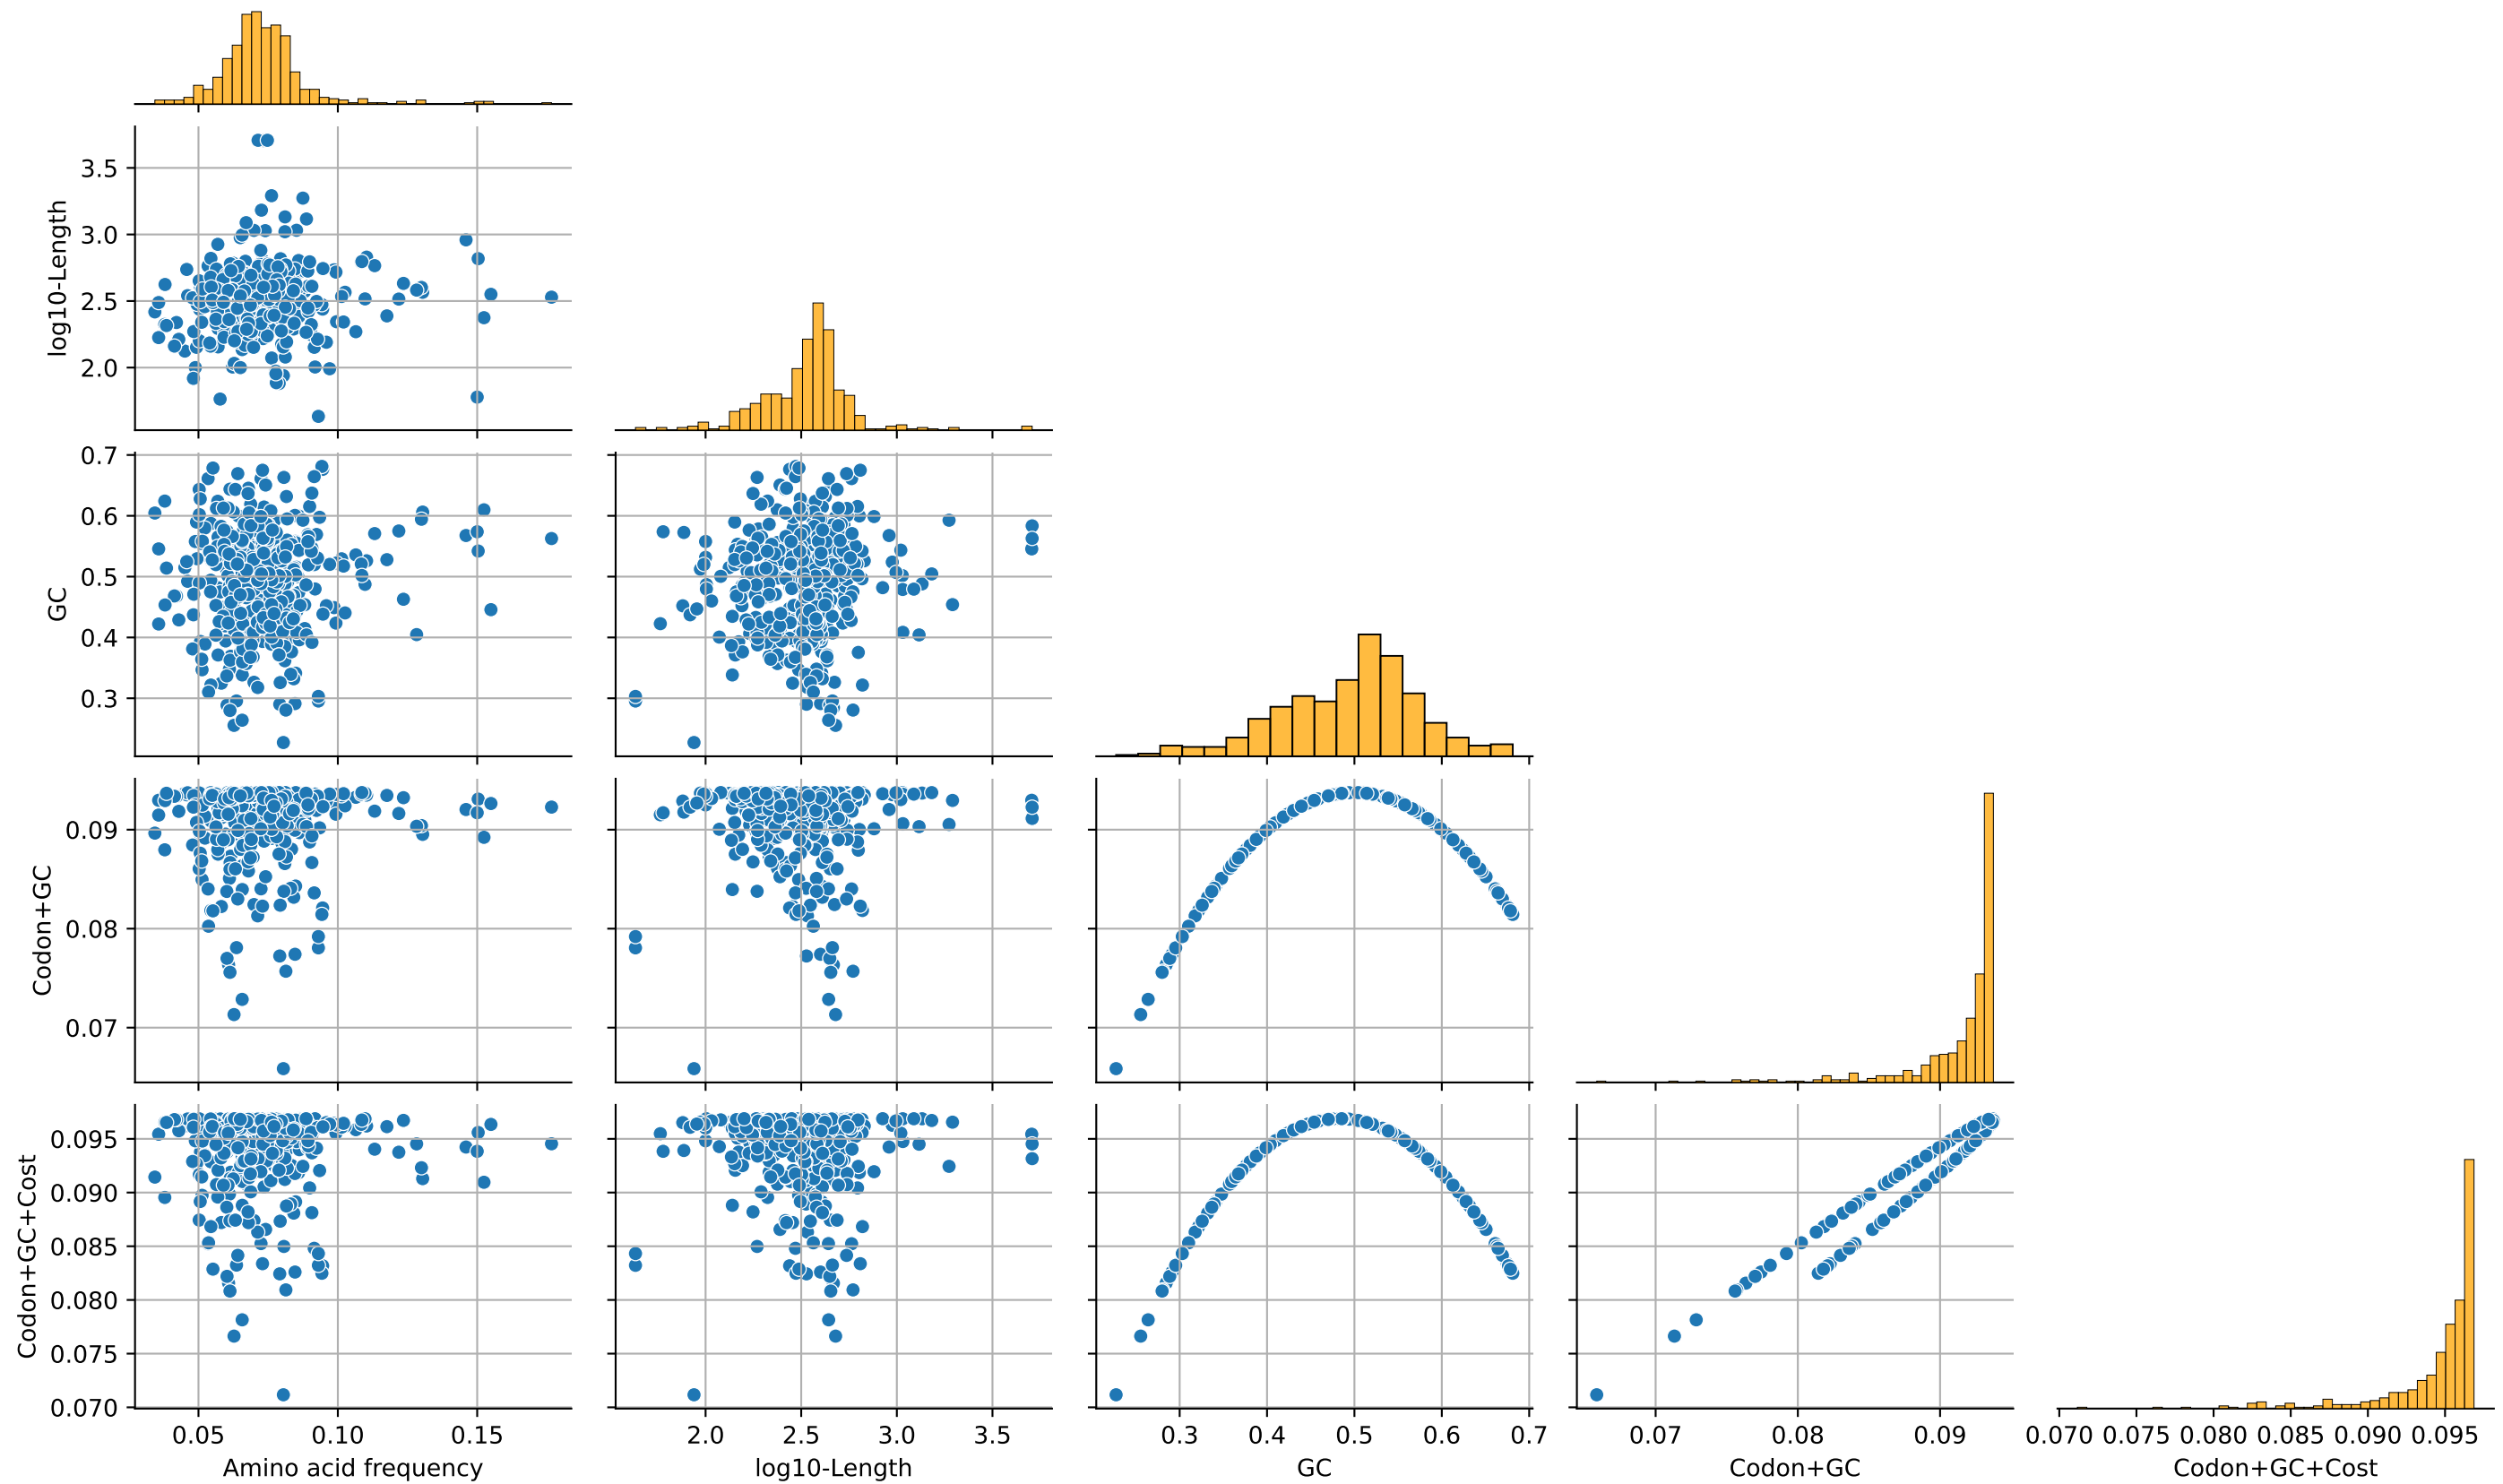 log10-Length
3.5
3.0
2.5
2.0
GC
0.7
0.6
0.5
0.4
0.3
Codon+GC
0.09
0.08
0.07
Codon+GC+Cost
0.095
0.090
0.085
0.080
0.075
0.070
0.05 0.10 0.15
2.0 2.5 3.0 3.5
0.3 0.4 0.5 0.6 0.7
0.07 0.08 0.09
0.070 0.075 0.080 0.085 0.090 0.095
Amino acid frequency
log10-Length
GC
Codon+GC
Codon+GC+Cost